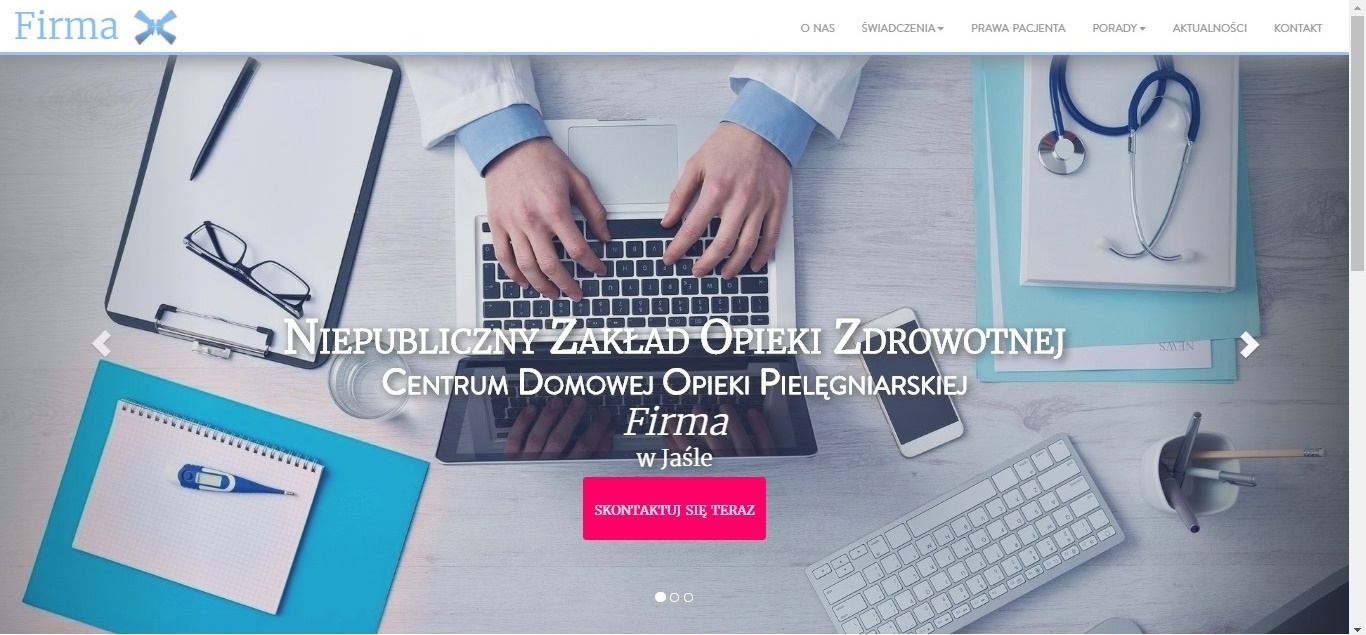 Firma
O NAS
ŚWIADCZENIA
PRAWA PACJENTA
PORADY
AKTUALNOŚCI
KONTAKT
NEWS
Niepubliczny Zakład Opieki Zdrowotnej
Centrum Domowej Opieki Pielęgniarskiej
Firma
w Jaśle
SKONTAKTUJ SIĘ TERAZ